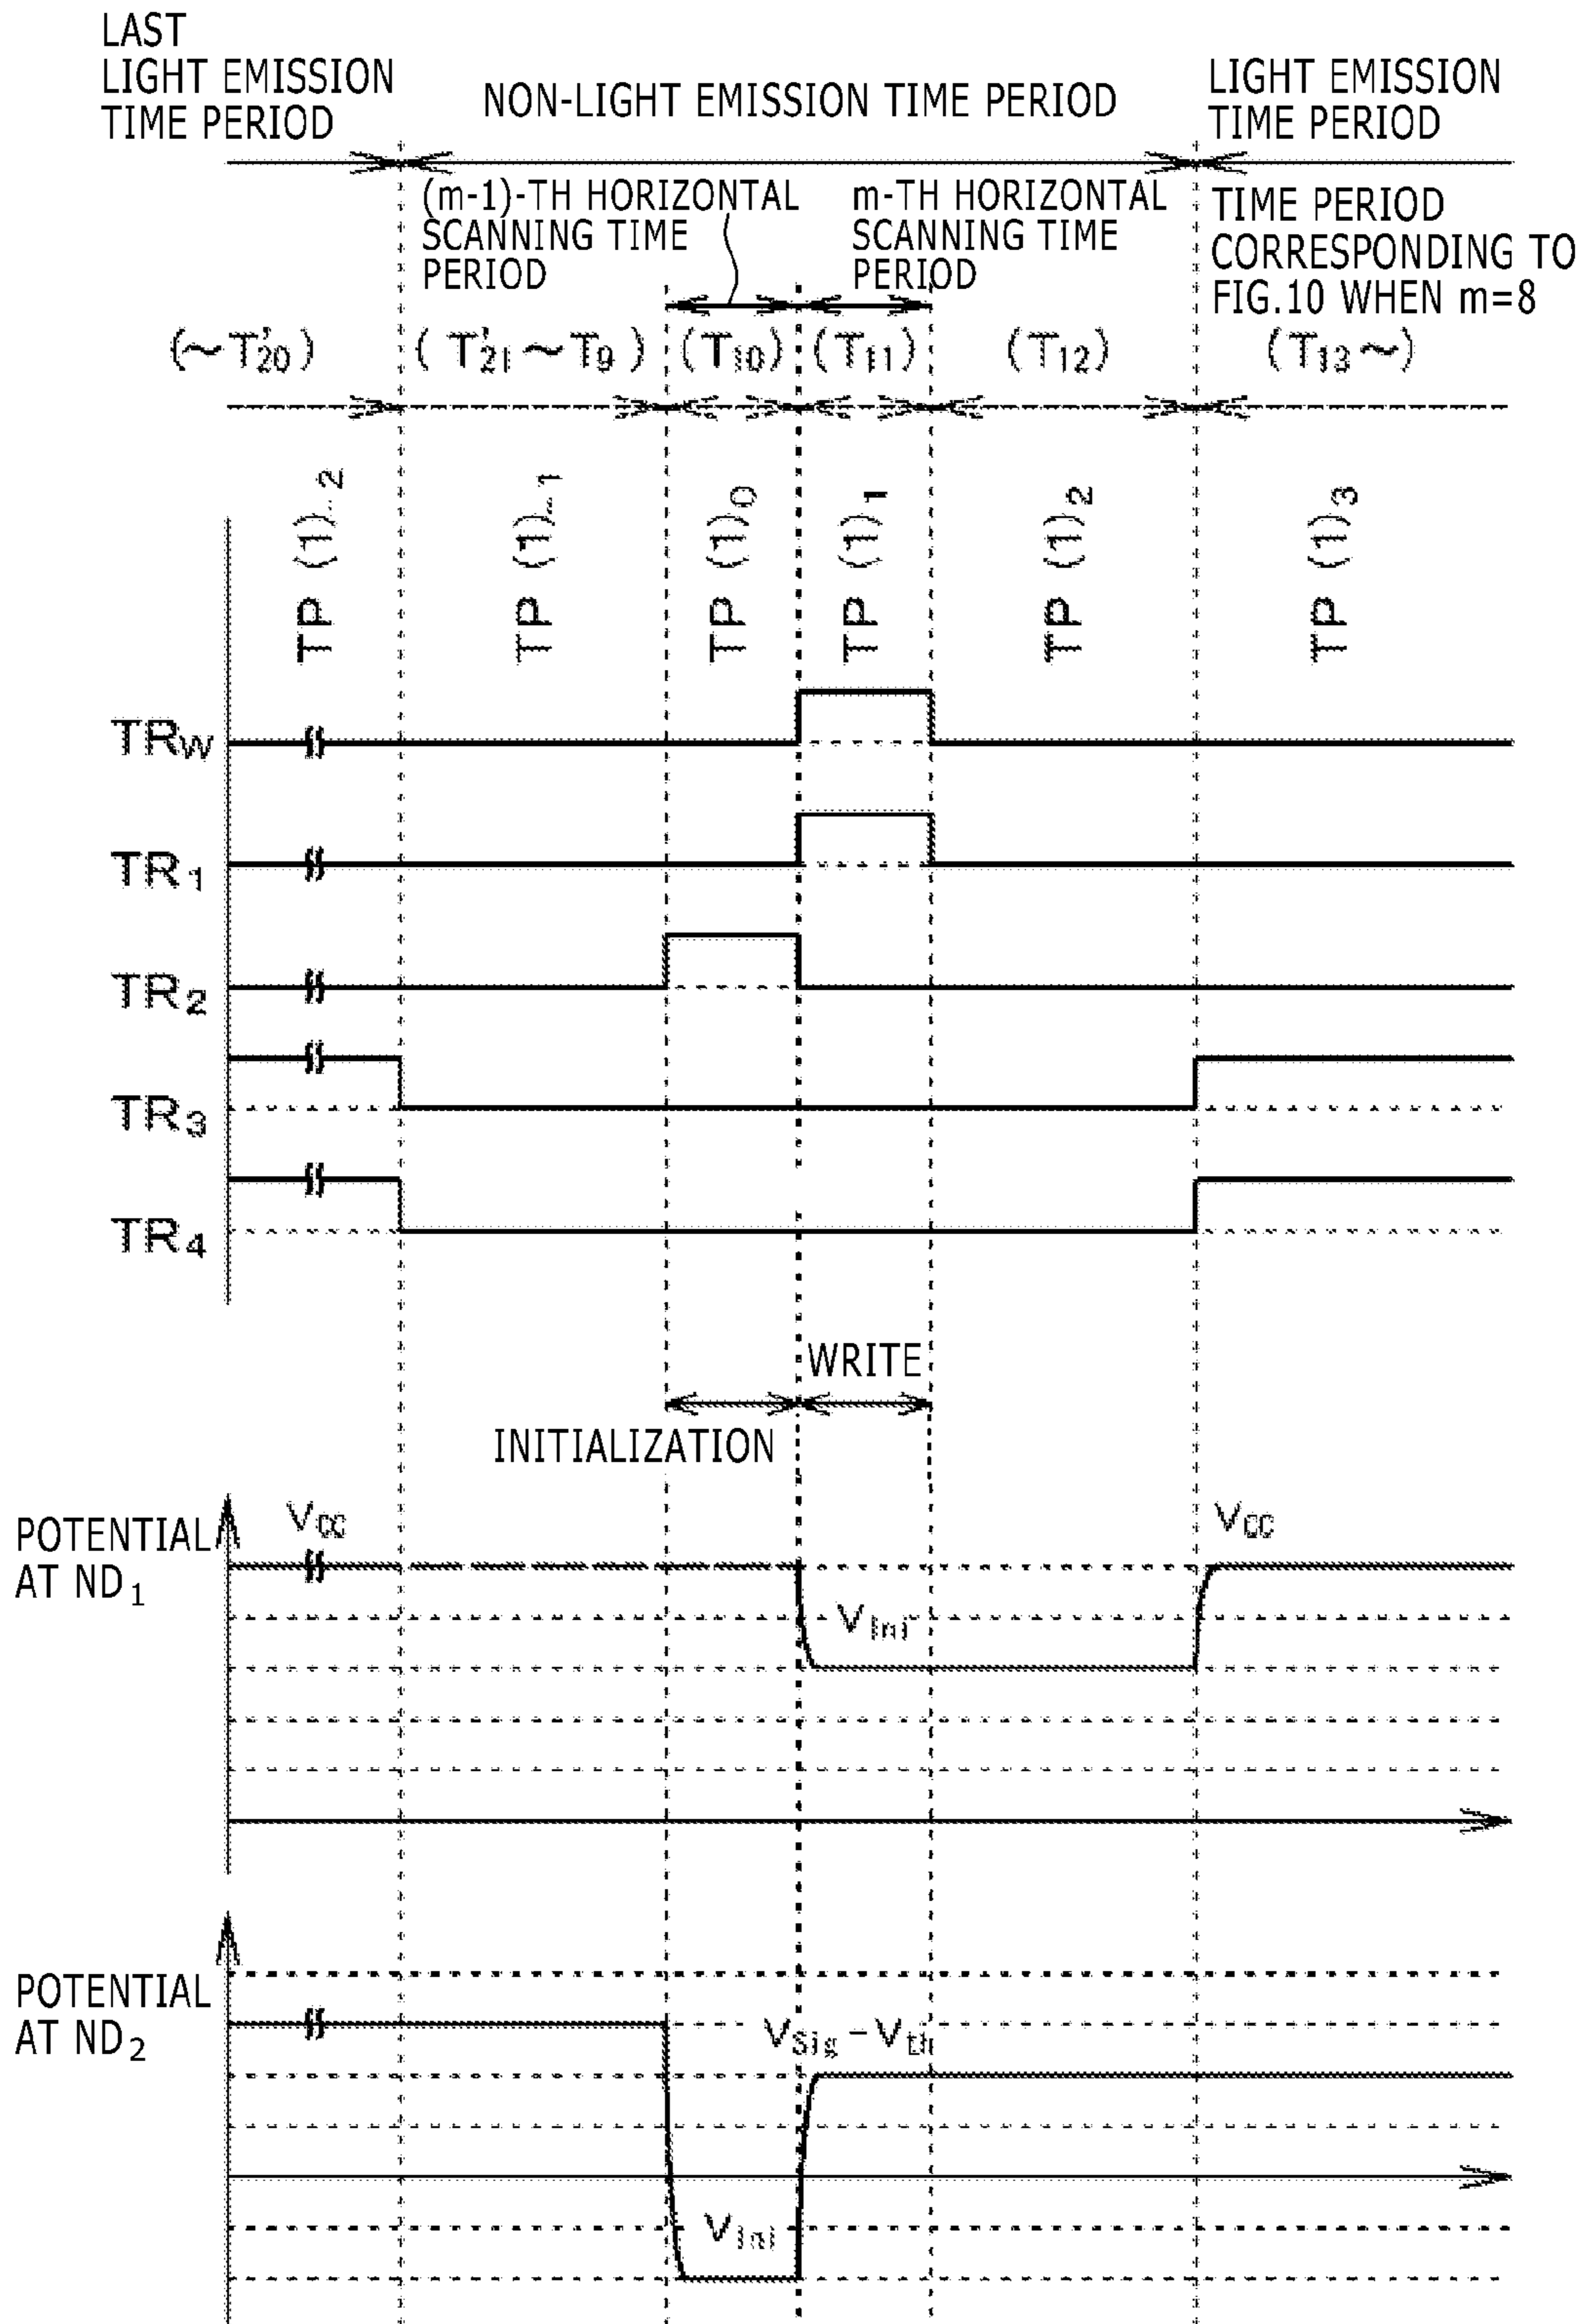 LAST
LIGHT EMISSION
TIME PERIOD
NON-LIGHT EMISSION TIME PERIOD
LIGHT EMISSION
TIME PERIOD
(m-1)-TH HORIZONTAL
SCANNING TIME
PERIOD
m-TH HORIZONTAL
SCANNING TIME
PERIOD
TIME PERIOD
CORRESPONDING TO
FIG.10 WHEN m=8
(~T'20)
(T'21~T9)
(T10)
(T11)
(T12)
(T13~)
TP (1)-2
TP (1)-1
TP (1)0
TP (1)1
TP (1)2
TP (1)3
TRW
TR1
TR2
TR3
TR4
WRITE
INITIALIZATION
POTENTIAL
AT ND1
VCC
VIni
VCC
POTENTIAL
AT ND2
VSig-Vth
VIni